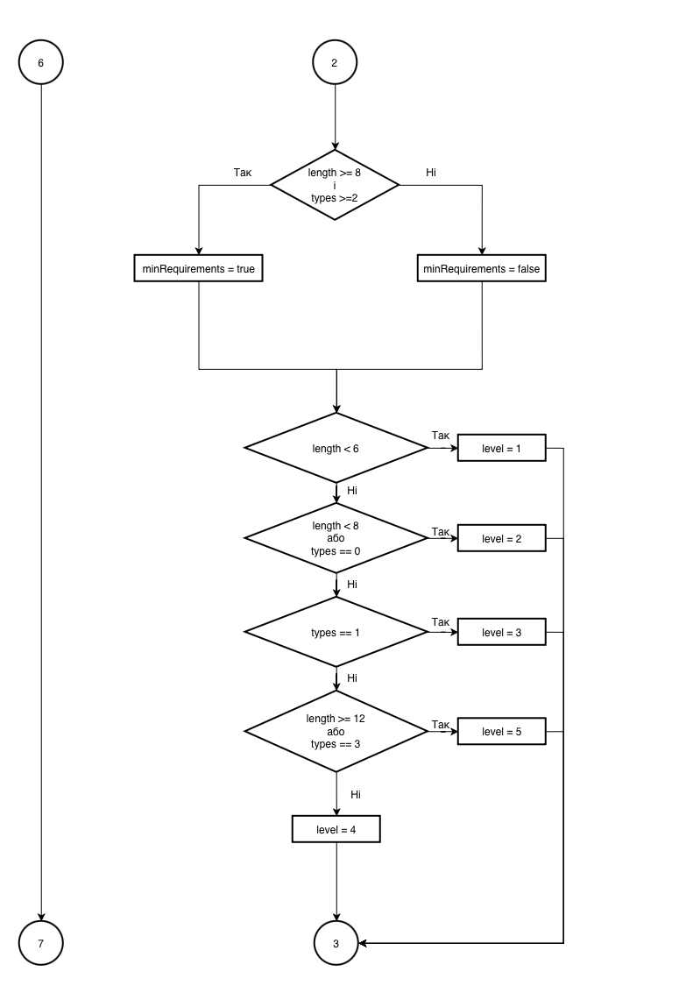 6
2
Так
length >= 8
і
types >=2
Ні
minRequirements = true
minRequirements = false
length < 6
Так
level = 1
Ні
length < 8
або
types == 0
Так
level = 2
Ні
types == 1
Так
level = 3
Ні
length >= 12
або
types == 3
Так
level = 5
Ні
level = 4
7
3